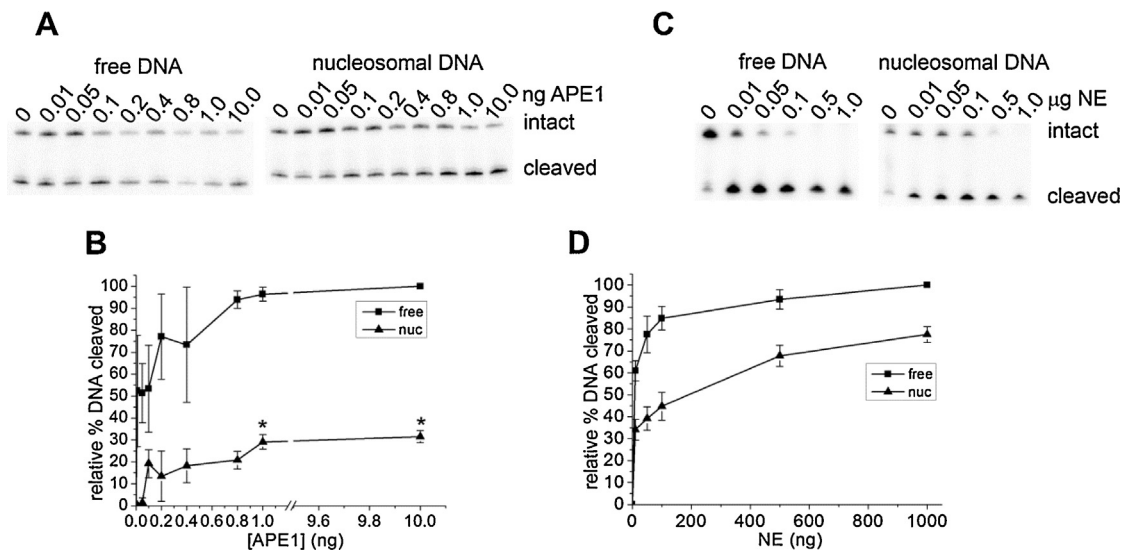 A
free DNA
nucleosomal DNA
0 0.01 0.05 0.1 0.2 0.4 0.8 1.0 10.0
0 0.01 0.05 0.1 0.2 0.4 0.8 1.0 10.0
ng APE1
intact
cleaved
C
free DNA
nucleosomal DNA
0 0.01 0.05 0.1 0.5 1.0
0 0.01 0.05 0.1 0.5 1.0
μg NE
intact
cleaved
B
relative % DNA cleaved
100
90
80
70
60
50
40
30
20
10
0
free
nuc
*
*
0.0 0.2 0.4 0.6 0.8 1.0 9.6 9.8 10.0
[APE1] (ng)
D
relative % DNA cleaved
100
90
80
70
60
50
40
30
20
10
0
free
nuc
0 200 400 600 800 1000
NE (ng)